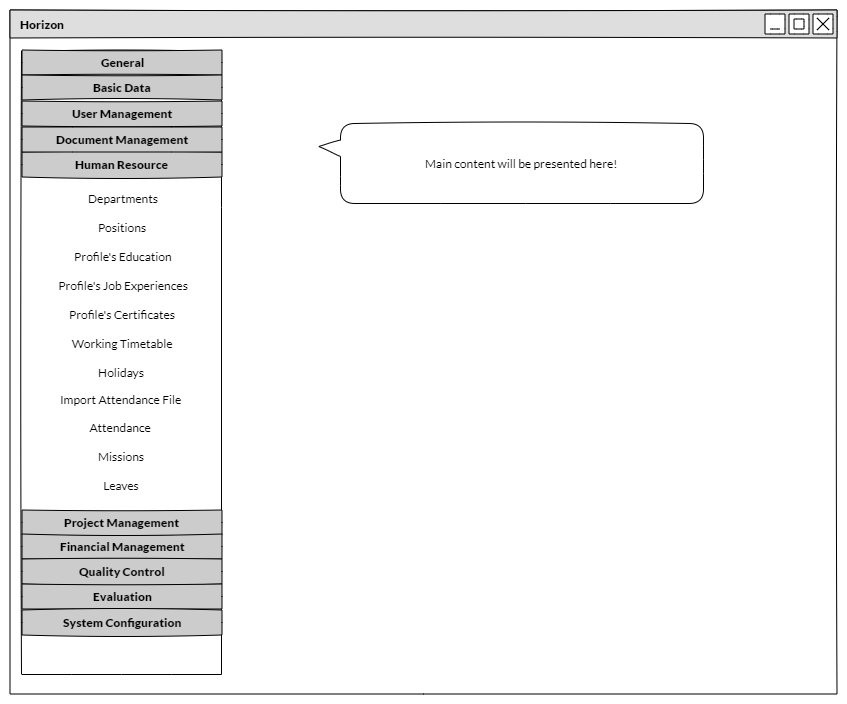 Horizon
General
Basic Data
User Management
Document Management
Human Resource
Departments
Positions
Profile's Education
Profile's Job Experiences
Profile's Certificates
Working Timetable
Holidays
Import Attendance File
Attendance
Missions
Leaves
Project Management
Financial Management
Quality Control
Evaluation
System Configuration
Main content will be presented here!